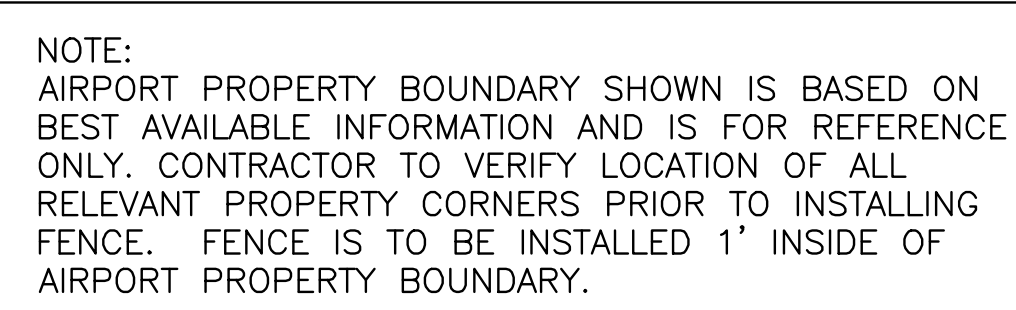 NOTE:
AIRPORT PROPERTY BOUNDARY SHOWN IS BASED ON
BEST AVAILABLE INFORMATION AND IS FOR REFERENCE
ONLY. CONTRACTOR TO VERIFY LOCATION OF ALL
RELEVANT PROPERTY CORNERS PRIOR TO INSTALLING
FENCE.  FENCE IS TO BE INSTALLED 1' INSIDE OF
AIRPORT PROPERTY BOUNDARY.